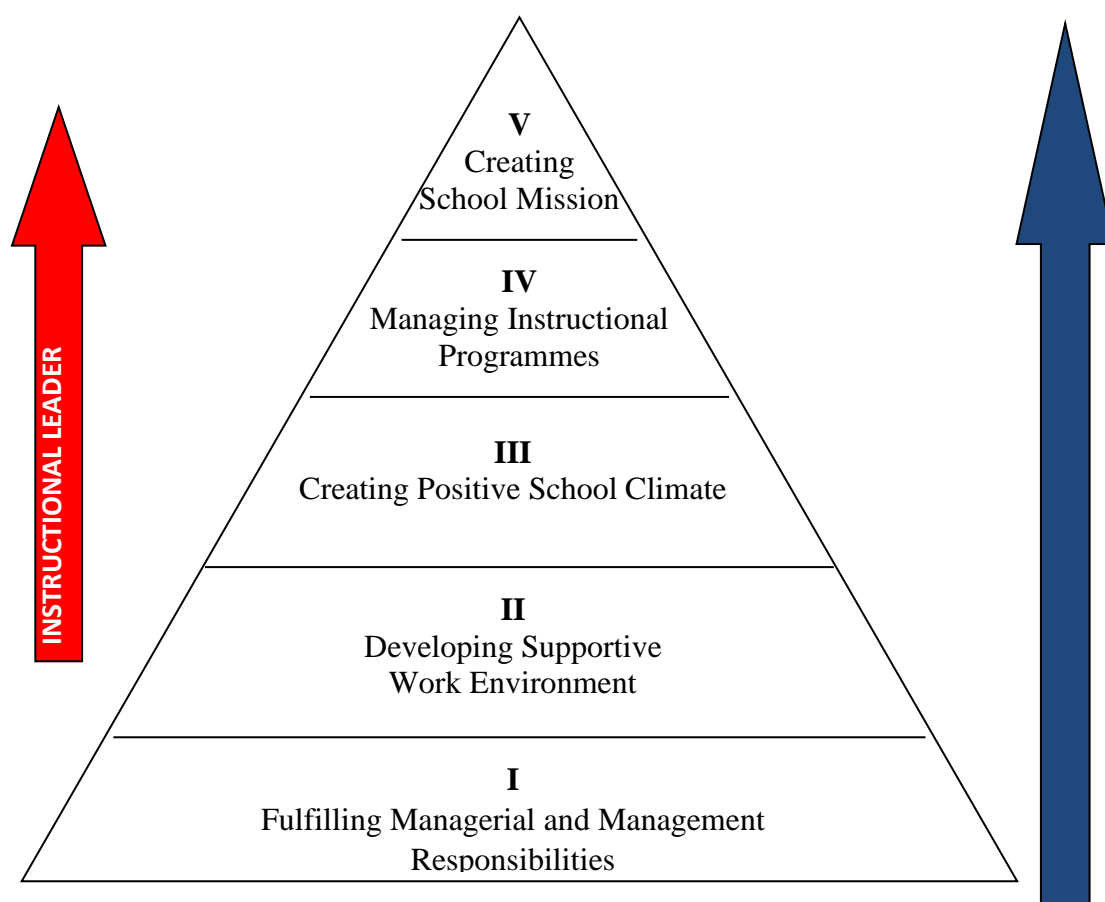 V
Creating
School Mission
IV
Managing Instructional
Programmes
III
Creating Positive School Climate
II
Developing Supportive
Work Environment
I
Fulfilling Managerial and Management
Responsibilities
INSTRUCTIONAL LEADER